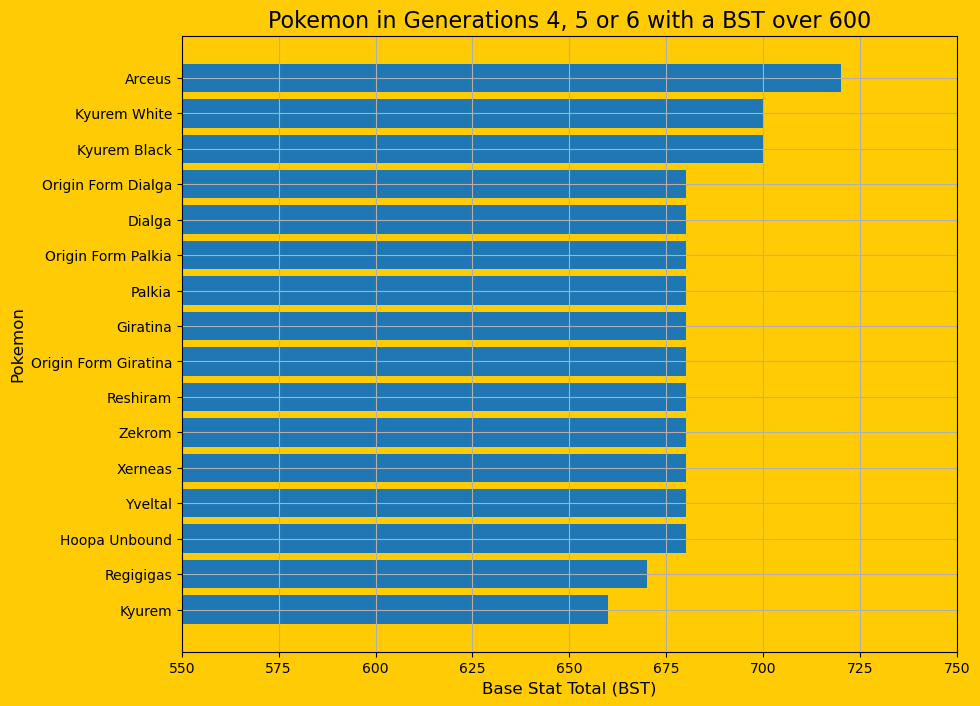 Pokemon in Generations 4, 5 or 6 with a BST over 600
Arceus
Kyurem White
Kyurem Black
Origin Form Dialga
Dialga
Origin Form Palkia
Palkia
Giratina
Origin Form Giratina
Reshiram
Zekrom
Xerneas
Yveltal
Hoopa Unbound
Regigigas
Kyurem
Pokemon
550 575 600 625 650 675 700 725 750
Base Stat Total (BST)